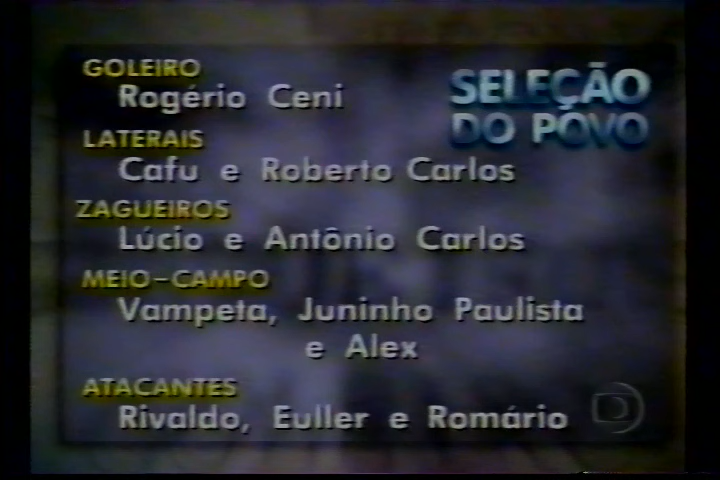 GOLEIRO
Rogério Ceni
SELEÇÃO
DO POVO
LATERAIS
Cafu e Roberto Carlos
ZAGUEIROS
Lúcio e Antônio Carlos
MEIO-CAMPO
Vampeta, Juninho Paulista
e Alex
ATACANTES
Rivaldo, Euller e Romário